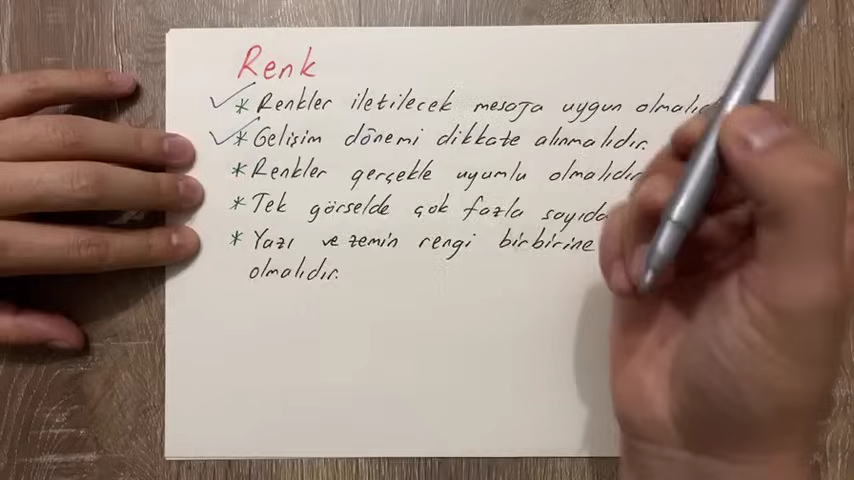 Renk
* Renkler iletilecek mesaja uygun olmalıd
* Gelişim dönemi dikkate alınmalıdır.
* Renkler gerçekle uyumlu olmalıdır
* Tek görselde çok fazla sayıda
* Yazı ve zemin rengi birbirine
olmalıdır.